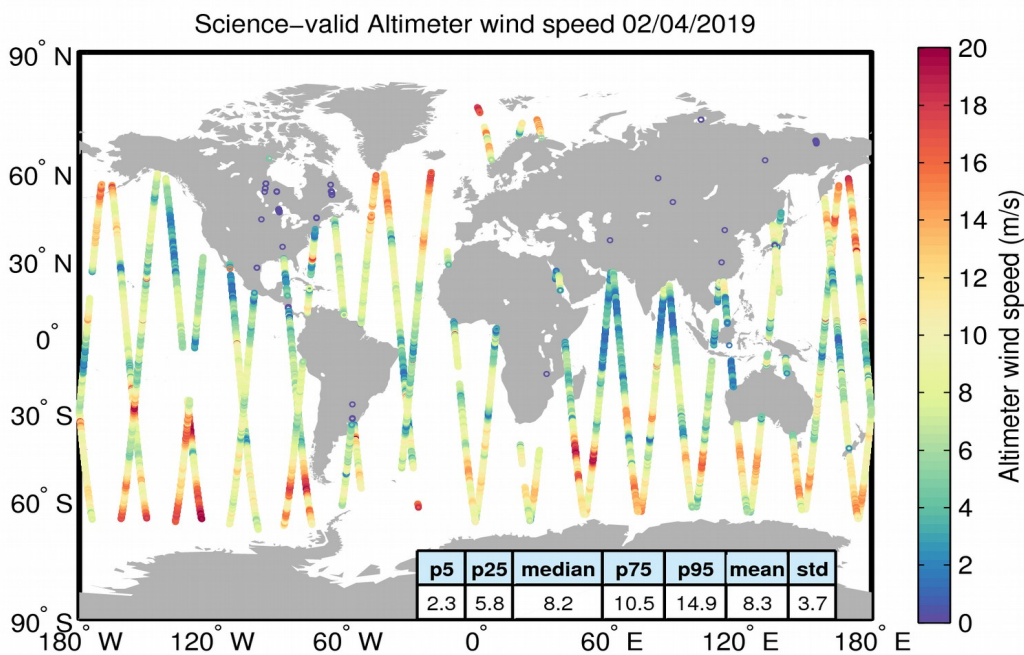 Science−valid Altimeter wind speed 02/04/2019
90° N
60° N
30° N
0°
30° S
60° S
90° S
180° W
120° W
60° W
0°
60° E
120° E
180° E
p5 p25 median p75 p95 mean std
2.3 5.8 8.2 10.5 14.9 8.3 3.7
20
18
16
14
12
10
8
6
4
2
0
Altimeter wind speed (m/s)